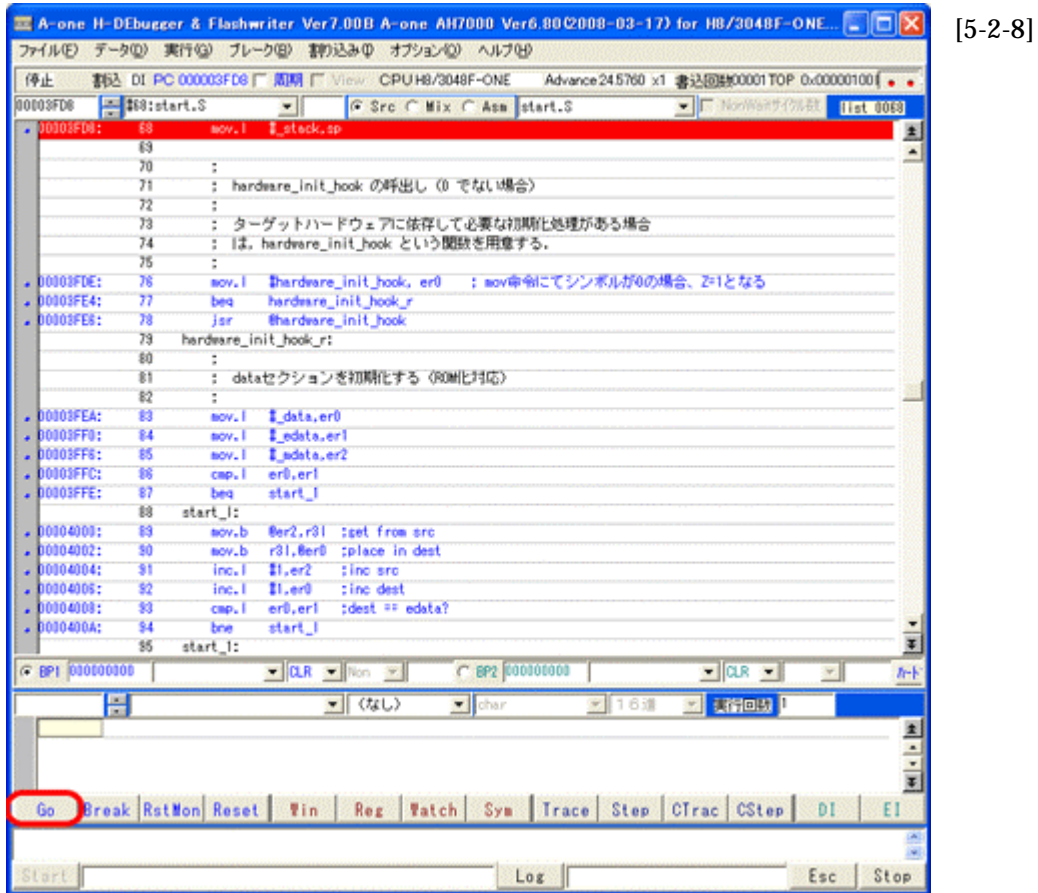 A-one H-DEbugger & Flashwriter Ver7.00B A-one AH7000 Ver6.80(2008-03-17) for H8/3048F-ONE...
[5-2-8]
ファイル(F) データ(D) 実行(G) ブレーク(B) 割り込み(I) オプション(O) ヘルプ(H)
停止 割込 DI PC 00003FD8 周期 View CPU H8/3048F-ONE Advance 24.5760 x1 書込回数00001 TOP 0x00000100
00003FD8 #68:start.S Src Mix Asm start.S NonWaitサイクル数 list 0068
00003FD8: 68 mov.l #_stack,sp
69
70 ;
71 ; hardware_init_hook の呼出し (0 でない場合)
72 ;
73 ; ターゲットハードウェアに依存して必要な初期化処理がある場合
74 ; は, hardware_init_hook という関数を用意する.
75 ;
00003FDE: 76 mov.l #hardware_init_hook, er0 ; mov命令にてシンボルが0の場合、Z=1となる
00003FE4: 77 beq hardware_init_hook_r
00003FE6: 78 jsr @hardware_init_hook
79 hardware_init_hook_r:
80 ;
81 ; dataセクションを初期化する (ROM化対応)
82 ;
00003FEA: 83 mov.l #_data,er0
00003FF0: 84 mov.l #_edata,er1
00003FF6: 85 mov.l #_mdata,er2
00003FFC: 86 cmp.l er0,er1
00003FFE: 87 beq start_1
88 start_l:
00004000: 89 mov.b @er2,r3l ;get from src
00004002: 90 mov.b r3l,@er0 ;place in dest
00004004: 91 inc.l #1,er2 ;inc src
00004006: 92 inc.l #1,er0 ;inc dest
00004008: 93 cmp.l er0,er1 ;dest == edata?
0000400A: 94 bne start_l
95 start_1:
BP1 000000000 CLR Non BP2 000000000 CLR ハード
(なし) char 16進 実行回数 1
Go Break RstMon Reset Win Reg Watch Sym Trace Step CTrac CStep DI EI
Start Log Esc Stop